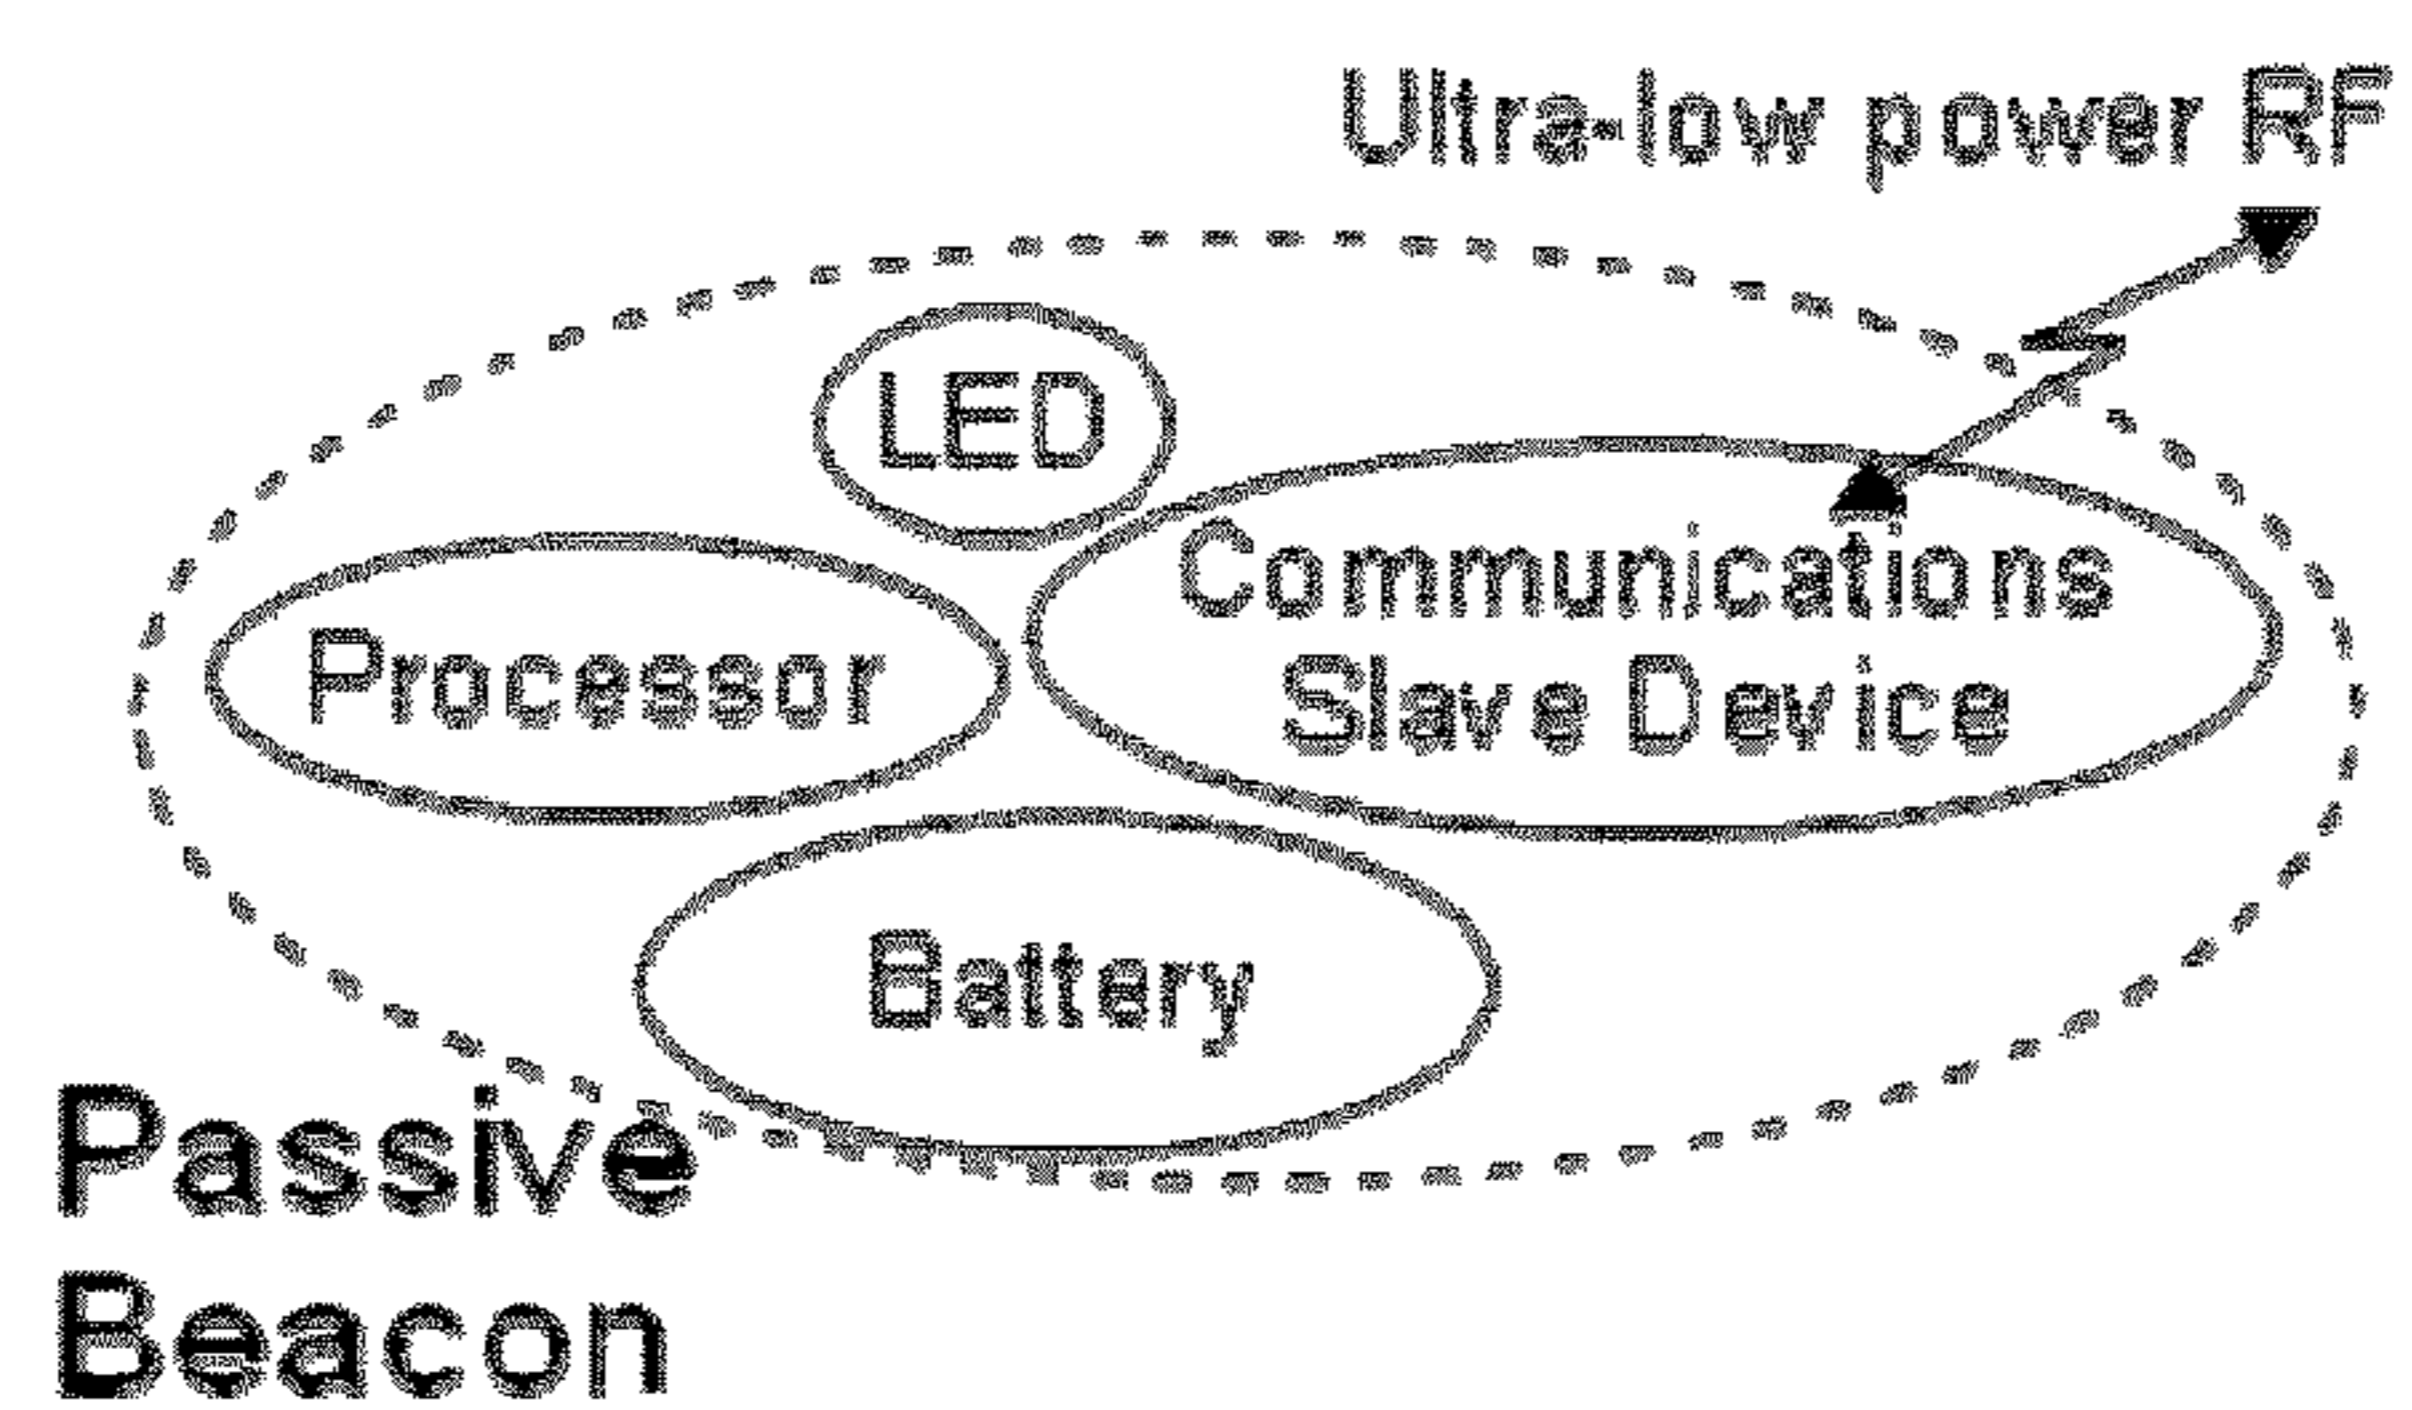 Ultra-low power RF
LED
Communications
Slave Device
Processor
Battery
Passive
Beacon